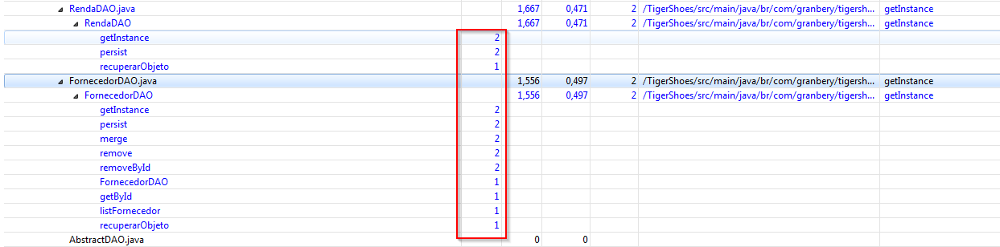 RendaDAO.java 1,667 0,471 2 /TigerShoes/src/main/java/br/com/granbery/tigersh... getInstance
RendaDAO 1,667 0,471 2 /TigerShoes/src/main/java/br/com/granbery/tigersh... getInstance
getInstance 2
persist 2
recuperarObjeto 1
FornecedorDAO.java 1,556 0,497 2 /TigerShoes/src/main/java/br/com/granbery/tigersh... getInstance
FornecedorDAO 1,556 0,497 2 /TigerShoes/src/main/java/br/com/granbery/tigersh... getInstance
getInstance 2
persist 2
merge 2
remove 2
removeById 2
FornecedorDAO 1
getById 1
listFornecedor 1
recuperarObjeto 1
AbstractDAO.java 0 0